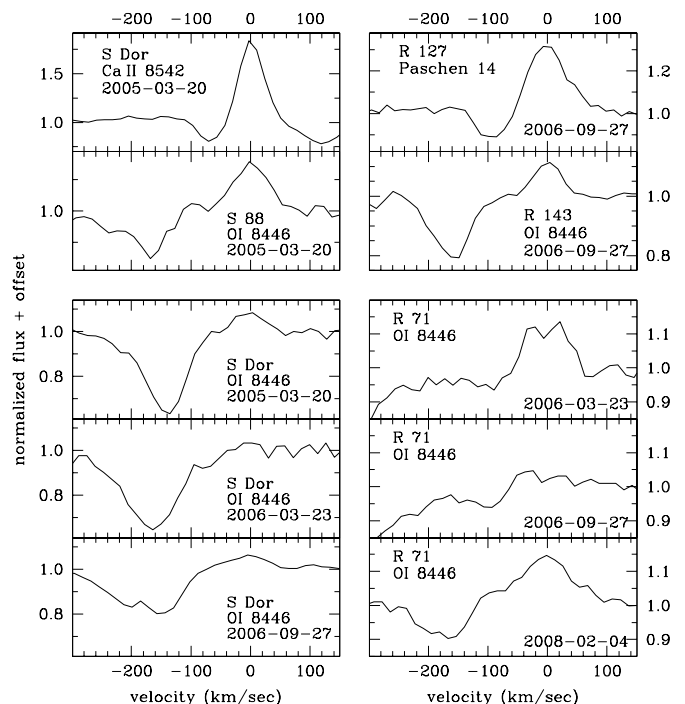 −200 −100 0 100
−200 −100 0 100
S Dor
Ca II 8542
2005−03−20
1.5
1.0
R 127
Paschen 14
2006−09−27
1.2
1.0
S 88
OI 8446
2005−03−20
1.0
R 143
OI 8446
2006−09−27
1.0
0.8
normalized flux + offset
S Dor
OI 8446
2005−03−20
1.0
0.8
R 71
OI 8446
2006−03−23
1.1
1.0
0.9
S Dor
OI 8446
2006−03−23
1.0
0.8
R 71
OI 8446
2006−09−27
1.1
1.0
0.9
S Dor
OI 8446
2006−09−27
1.0
0.8
R 71
OI 8446
2008−02−04
1.1
1.0
0.9
−200 −100 0 100
−200 −100 0 100
velocity (km/sec)
velocity (km/sec)